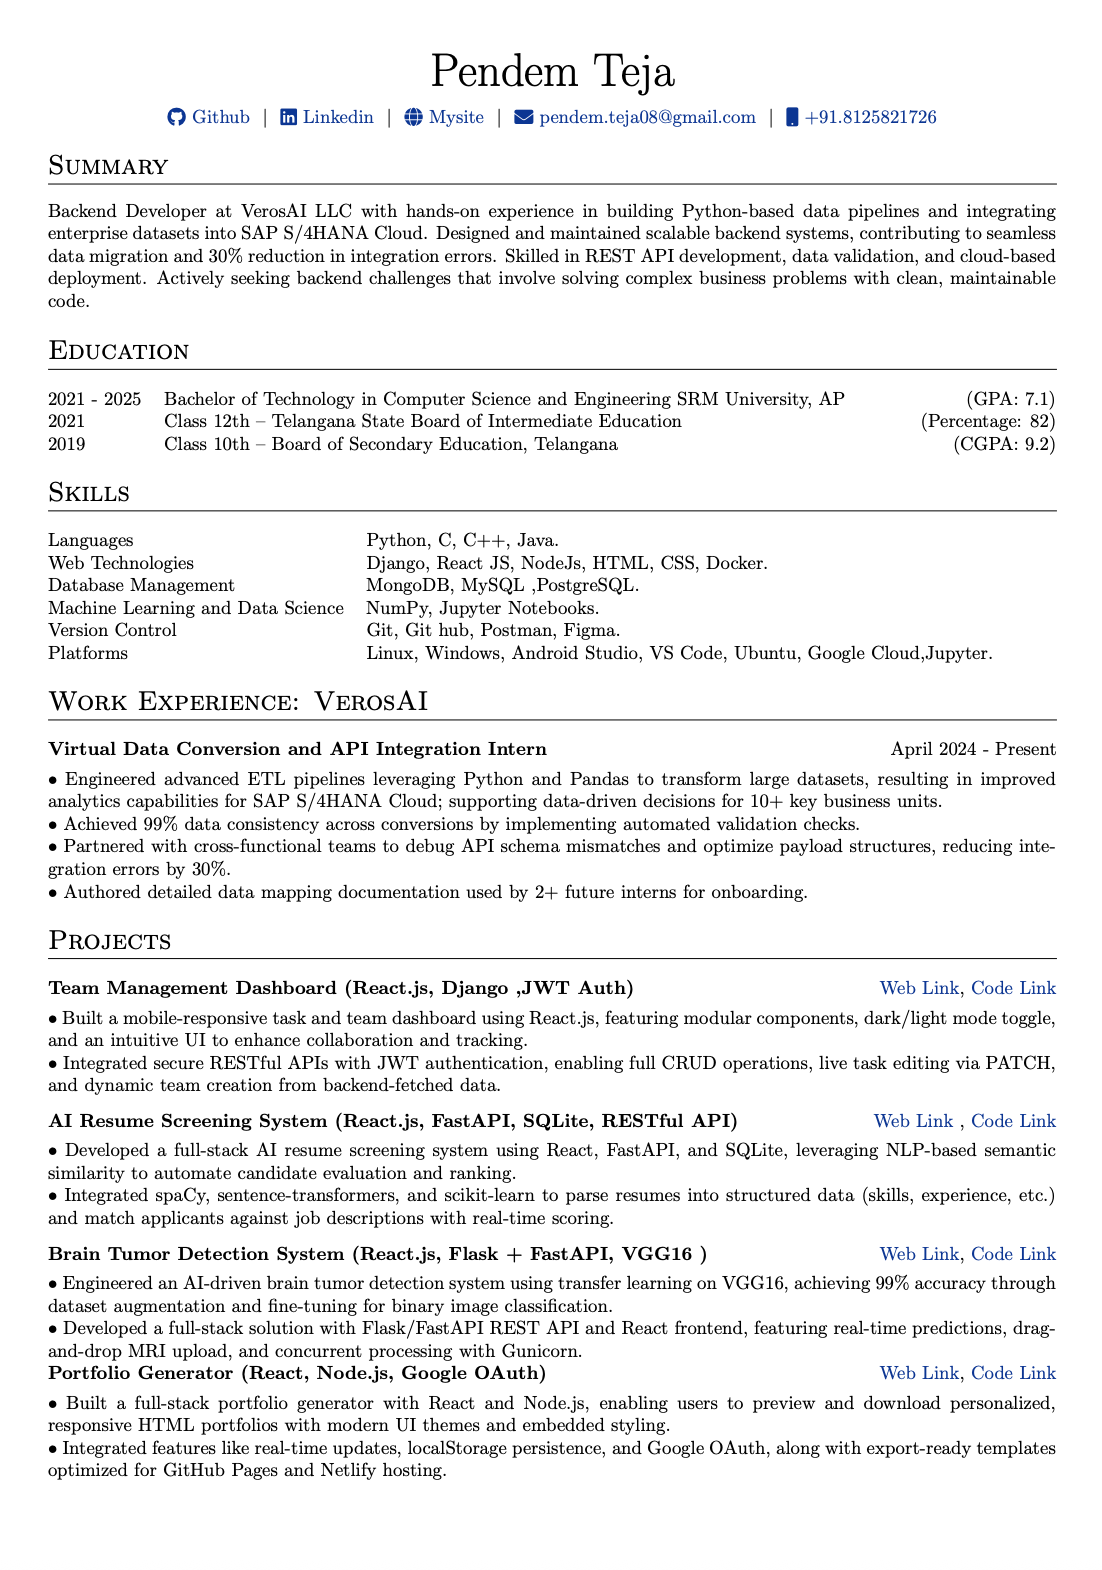 Pendem Teja
Github | Linkedin | Mysite | pendem.teja08@gmail.com | +91.8125821726
Summary
Backend Developer at VerosAI LLC with hands-on experience in building Python-based data pipelines and integrating
enterprise datasets into SAP S/4HANA Cloud. Designed and maintained scalable backend systems, contributing to seamless
data migration and 30% reduction in integration errors. Skilled in REST API development, data validation, and cloud-based
deployment. Actively seeking backend challenges that involve solving complex business problems with clean, maintainable
code.
Education
2021 - 2025 Bachelor of Technology in Computer Science and Engineering SRM University, AP (GPA: 7.1)
2021 Class 12th – Telangana State Board of Intermediate Education (Percentage: 82)
2019 Class 10th – Board of Secondary Education, Telangana (CGPA: 9.2)
Skills
Languages Python, C, C++, Java.
Web Technologies Django, React JS, NodeJs, HTML, CSS, Docker.
Database Management MongoDB, MySQL ,PostgreSQL.
Machine Learning and Data Science NumPy, Jupyter Notebooks.
Version Control Git, Git hub, Postman, Figma.
Platforms Linux, Windows, Android Studio, VS Code, Ubuntu, Google Cloud,Jupyter.
Work Experience: VerosAI
Virtual Data Conversion and API Integration Intern April 2024 - Present
• Engineered advanced ETL pipelines leveraging Python and Pandas to transform large datasets, resulting in improved
analytics capabilities for SAP S/4HANA Cloud; supporting data-driven decisions for 10+ key business units.
• Achieved 99% data consistency across conversions by implementing automated validation checks.
• Partnered with cross-functional teams to debug API schema mismatches and optimize payload structures, reducing inte-
gration errors by 30%.
• Authored detailed data mapping documentation used by 2+ future interns for onboarding.
Projects
Team Management Dashboard (React.js, Django ,JWT Auth) Web Link, Code Link
• Built a mobile-responsive task and team dashboard using React.js, featuring modular components, dark/light mode toggle,
and an intuitive UI to enhance collaboration and tracking.
• Integrated secure RESTful APIs with JWT authentication, enabling full CRUD operations, live task editing via PATCH,
and dynamic team creation from backend-fetched data.
AI Resume Screening System (React.js, FastAPI, SQLite, RESTful API) Web Link , Code Link
• Developed a full-stack AI resume screening system using React, FastAPI, and SQLite, leveraging NLP-based semantic
similarity to automate candidate evaluation and ranking.
• Integrated spaCy, sentence-transformers, and scikit-learn to parse resumes into structured data (skills, experience, etc.)
and match applicants against job descriptions with real-time scoring.
Brain Tumor Detection System (React.js, Flask + FastAPI, VGG16 ) Web Link, Code Link
• Engineered an AI-driven brain tumor detection system using transfer learning on VGG16, achieving 99% accuracy through
dataset augmentation and fine-tuning for binary image classification.
• Developed a full-stack solution with Flask/FastAPI REST API and React frontend, featuring real-time predictions, drag-
and-drop MRI upload, and concurrent processing with Gunicorn.
Portfolio Generator (React, Node.js, Google OAuth) Web Link, Code Link
• Built a full-stack portfolio generator with React and Node.js, enabling users to preview and download personalized,
responsive HTML portfolios with modern UI themes and embedded styling.
• Integrated features like real-time updates, localStorage persistence, and Google OAuth, along with export-ready templates
optimized for GitHub Pages and Netlify hosting.